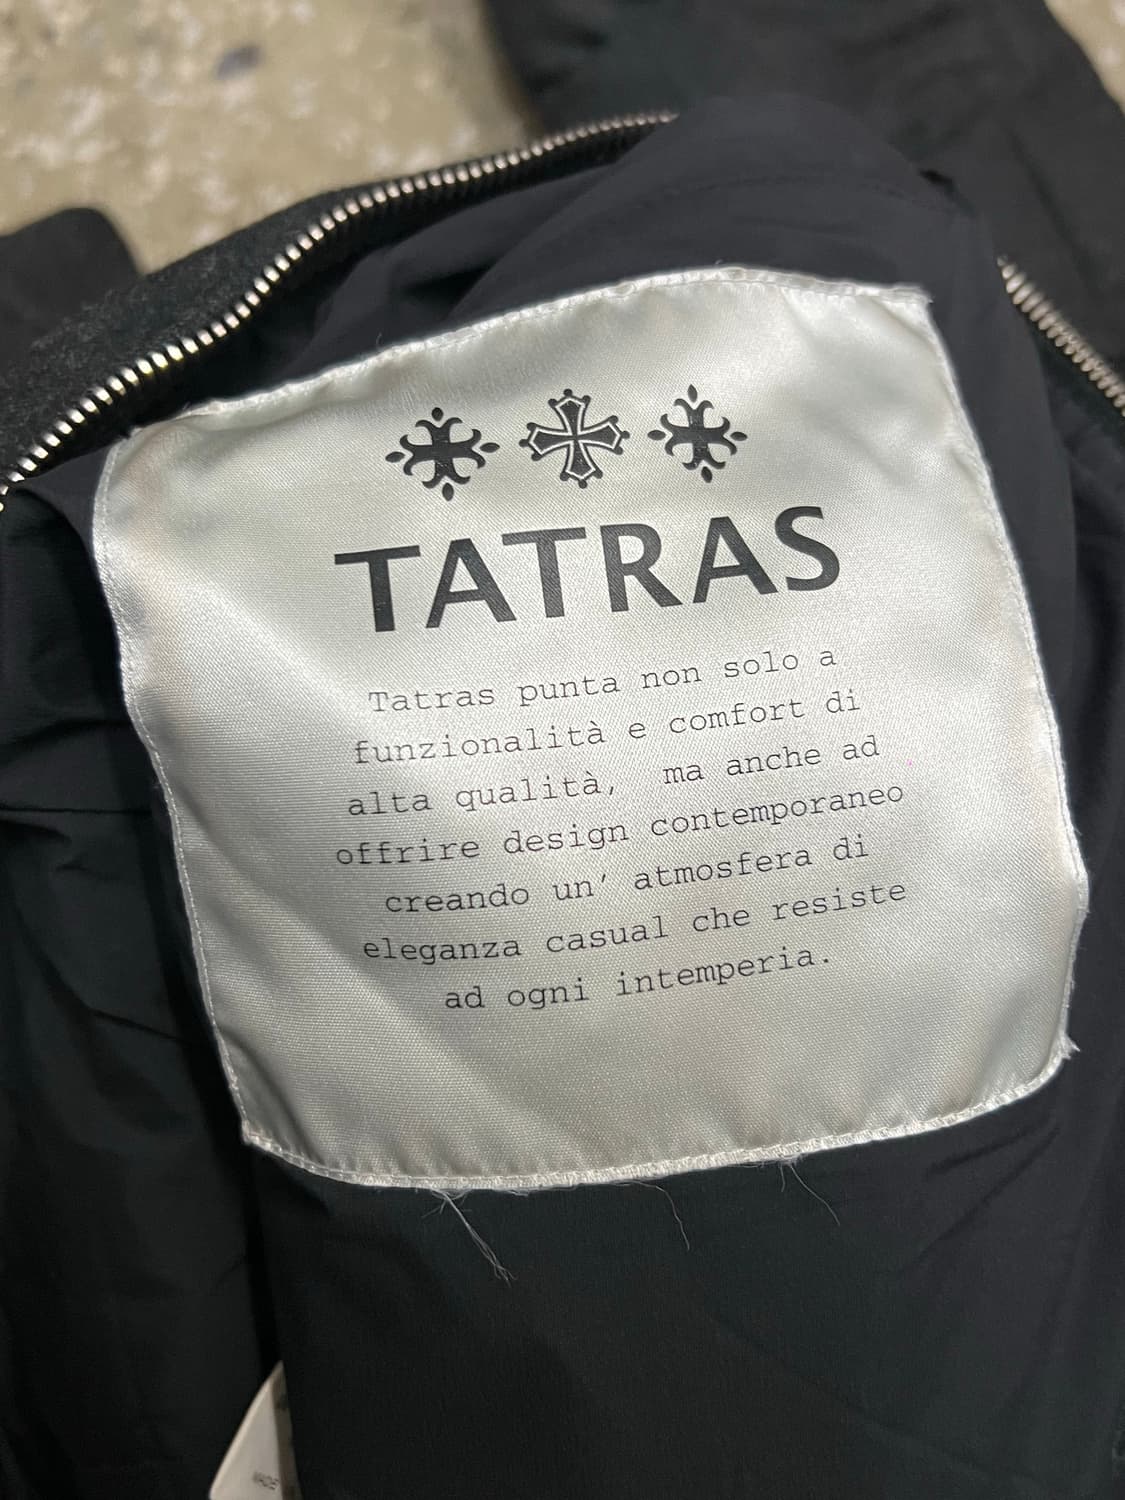 TATRAS
Tatras punta non solo a
funzionalità e comfort di
alta qualità, ma anche ad
offrire design contemporaneo
creando un' atmosfera di
eleganza casual che resiste
ad ogni intemperia.
MADE